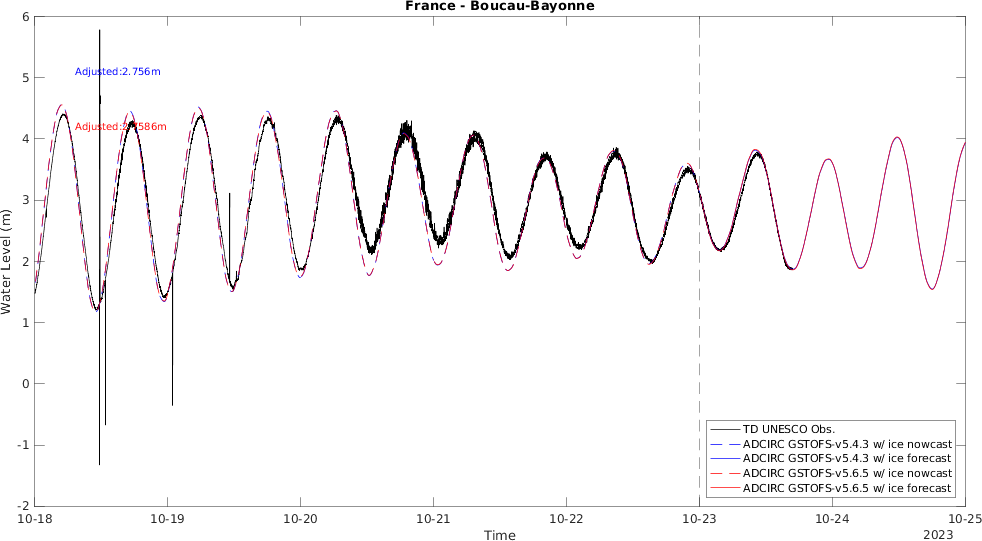 France - Boucau-Bayonne
6
5
4
3
2
1
0
-1
-2
Water Level (m)
Adjusted:2.756m
Adjusted:2.7586m
TD UNESCO Obs.
ADCIRC GSTOFS-v5.4.3 w/ ice nowcast
ADCIRC GSTOFS-v5.4.3 w/ ice forecast
ADCIRC GSTOFS-v5.6.5 w/ ice nowcast
ADCIRC GSTOFS-v5.6.5 w/ ice forecast
10-18 10-19 10-20 10-21 10-22 10-23 10-24 10-25
Time
2023